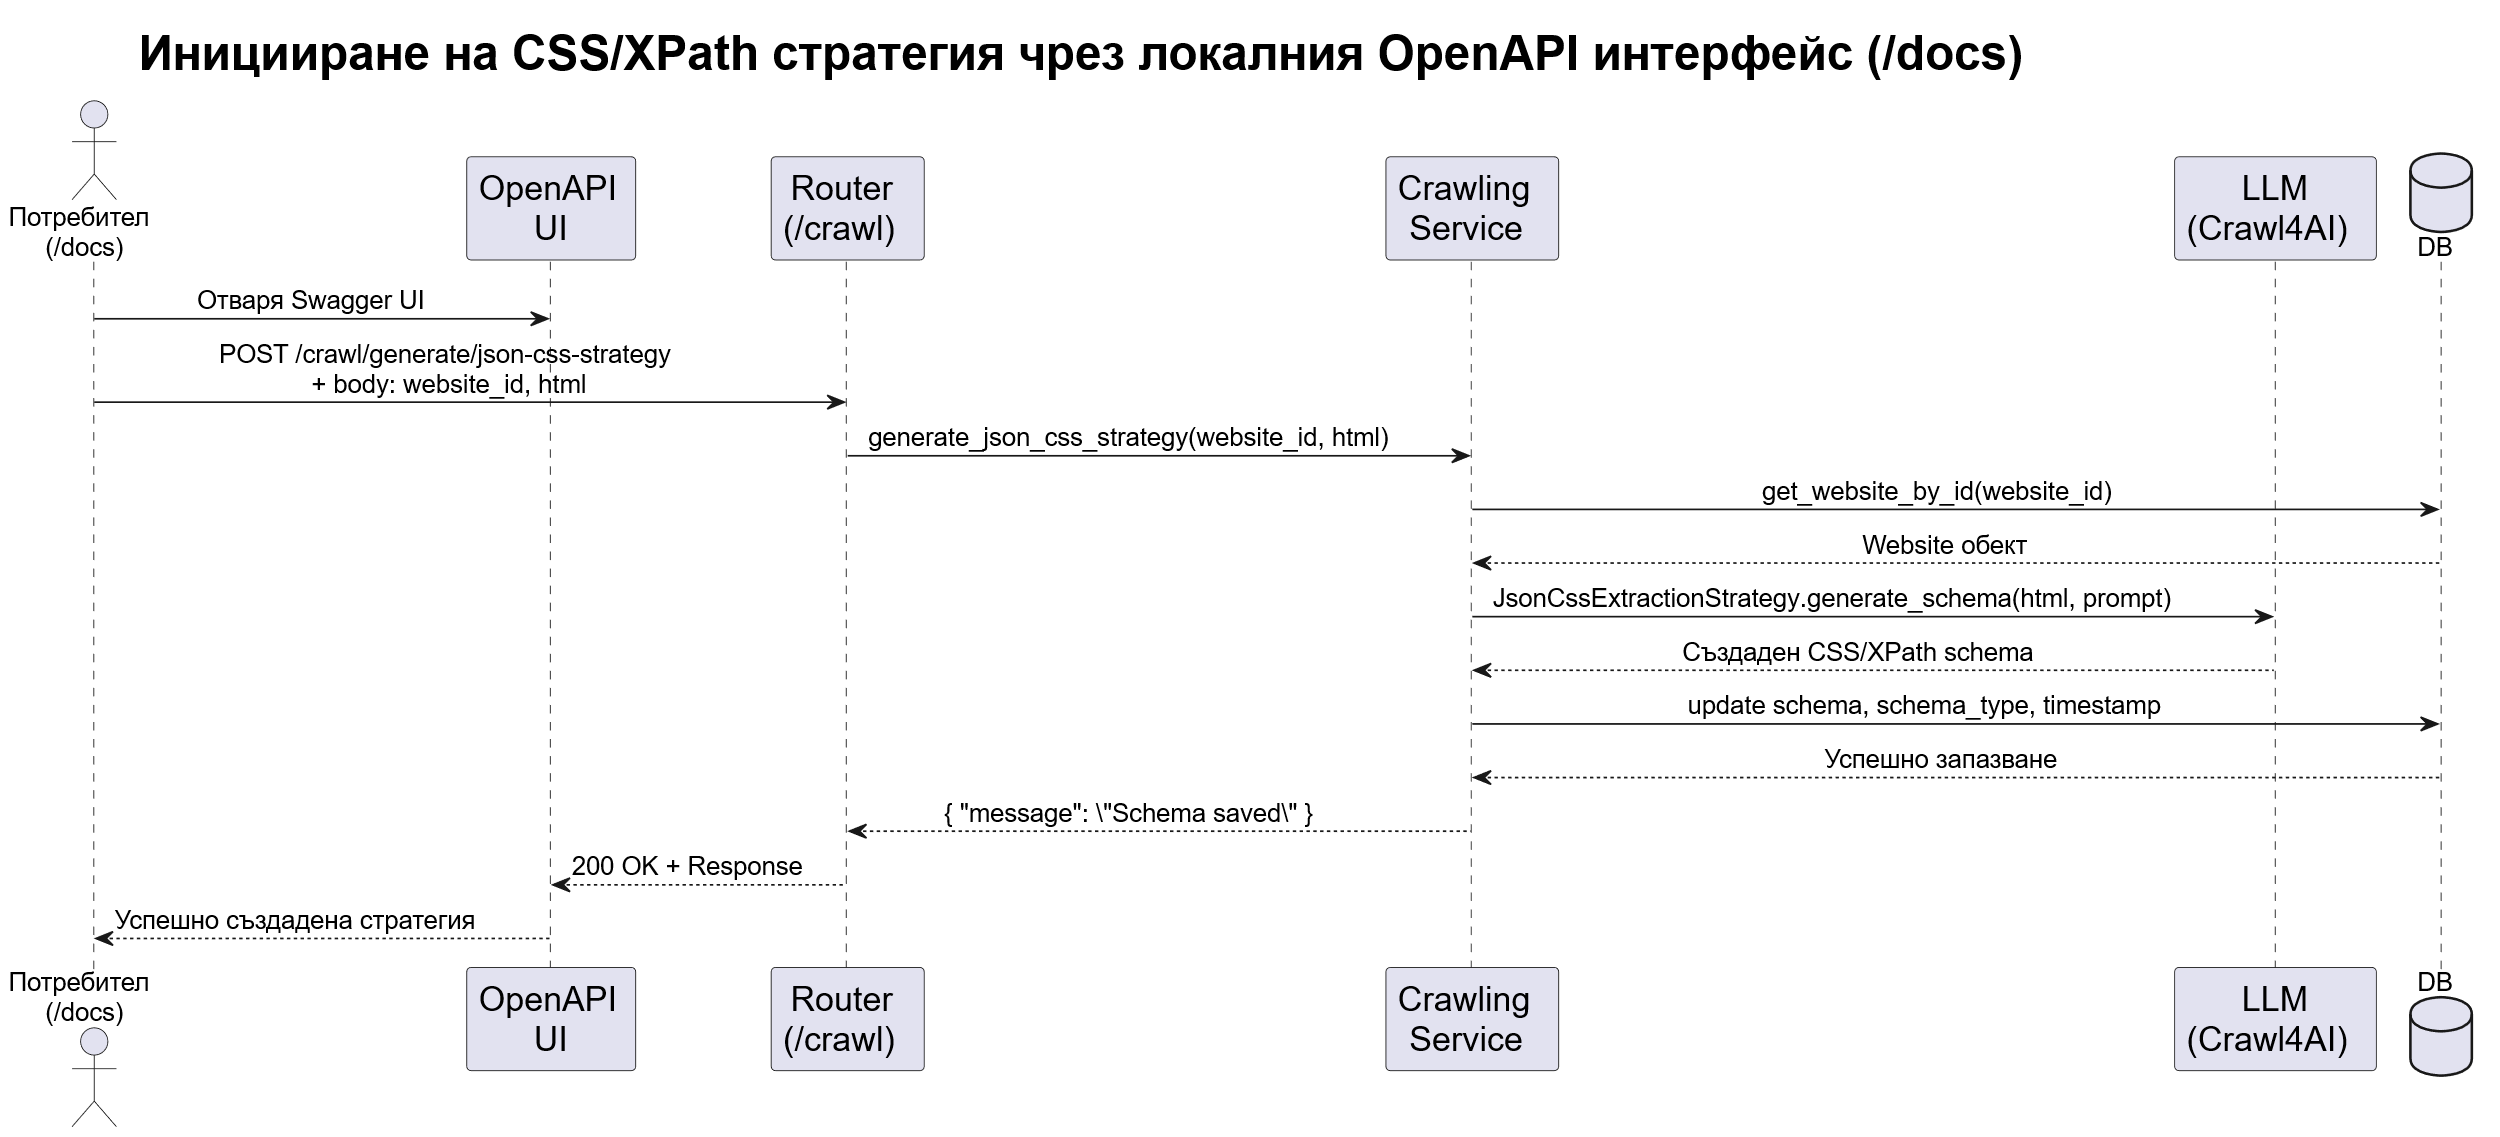 Иницииране на CSS/XPath стратегия чрез локалния OpenAPI интерфейс (/docs)
Потребител
(/docs)
OpenAPI
UI
Router
(/crawl)
Crawling
Service
LLM
(Crawl4AI)
DB
Отваря Swagger UI
POST /crawl/generate/json-css-strategy
+ body: website_id, html
generate_json_css_strategy(website_id, html)
get_website_by_id(website_id)
Website обект
JsonCssExtractionStrategy.generate_schema(html, prompt)
Създаден CSS/XPath schema
update schema, schema_type, timestamp
Успешно запазване
{ "message": \"Schema saved\" }
200 OK + Response
Успешно създадена стратегия
Потребител
(/docs)
OpenAPI
UI
Router
(/crawl)
Crawling
Service
LLM
(Crawl4AI)
DB